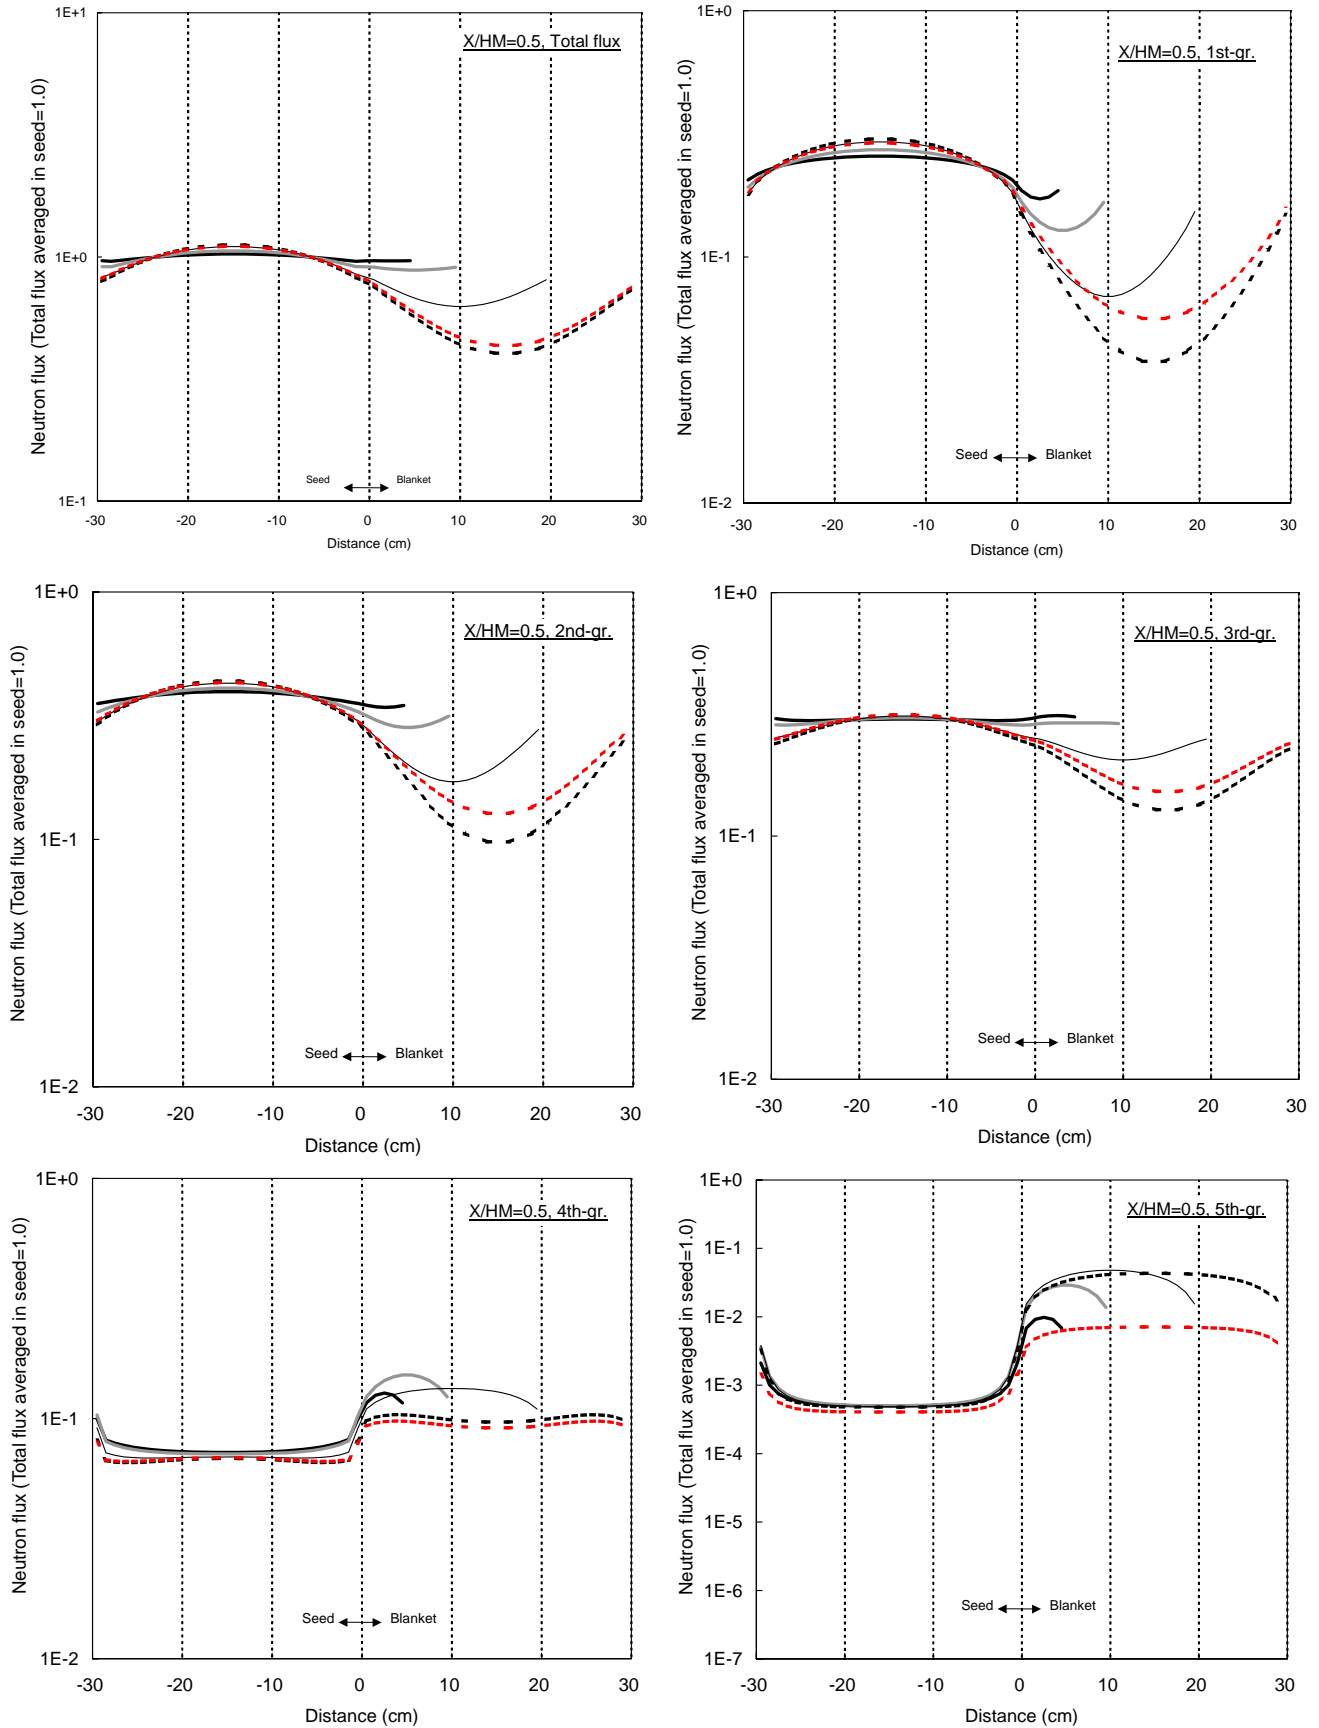 Neutron flux (Total flux averaged in seed=1.0)
1E+1
1E+0
1E-1
X/HM=0.5, Total flux
Seed
Blanket
-30
-20
-10
0
10
20
30
Distance (cm)
Neutron flux (Total flux averaged in seed=1.0)
1E+0
1E-1
1E-2
X/HM=0.5, 1st-gr.
Seed
Blanket
-30
-20
-10
0
10
20
30
Distance (cm)
Neutron flux (Total flux averaged in seed=1.0)
1E+0
1E-1
1E-2
X/HM=0.5, 2nd-gr.
Seed
Blanket
-30
-20
-10
0
10
20
30
Distance (cm)
Neutron flux (Total flux averaged in seed=1.0)
1E+0
1E-1
1E-2
X/HM=0.5, 3rd-gr.
Seed
Blanket
-30
-20
-10
0
10
20
30
Distance (cm)
Neutron flux (Total flux averaged in seed=1.0)
1E+0
1E-1
1E-2
X/HM=0.5, 4th-gr.
Seed
Blanket
-30
-20
-10
0
10
20
30
Distance (cm)
Neutron flux (Total flux averaged in seed=1.0)
1E+0
1E-1
1E-2
1E-3
1E-4
1E-5
1E-6
1E-7
X/HM=0.5, 5th-gr.
Seed
Blanket
-30
-20
-10
0
10
20
30
Distance (cm)